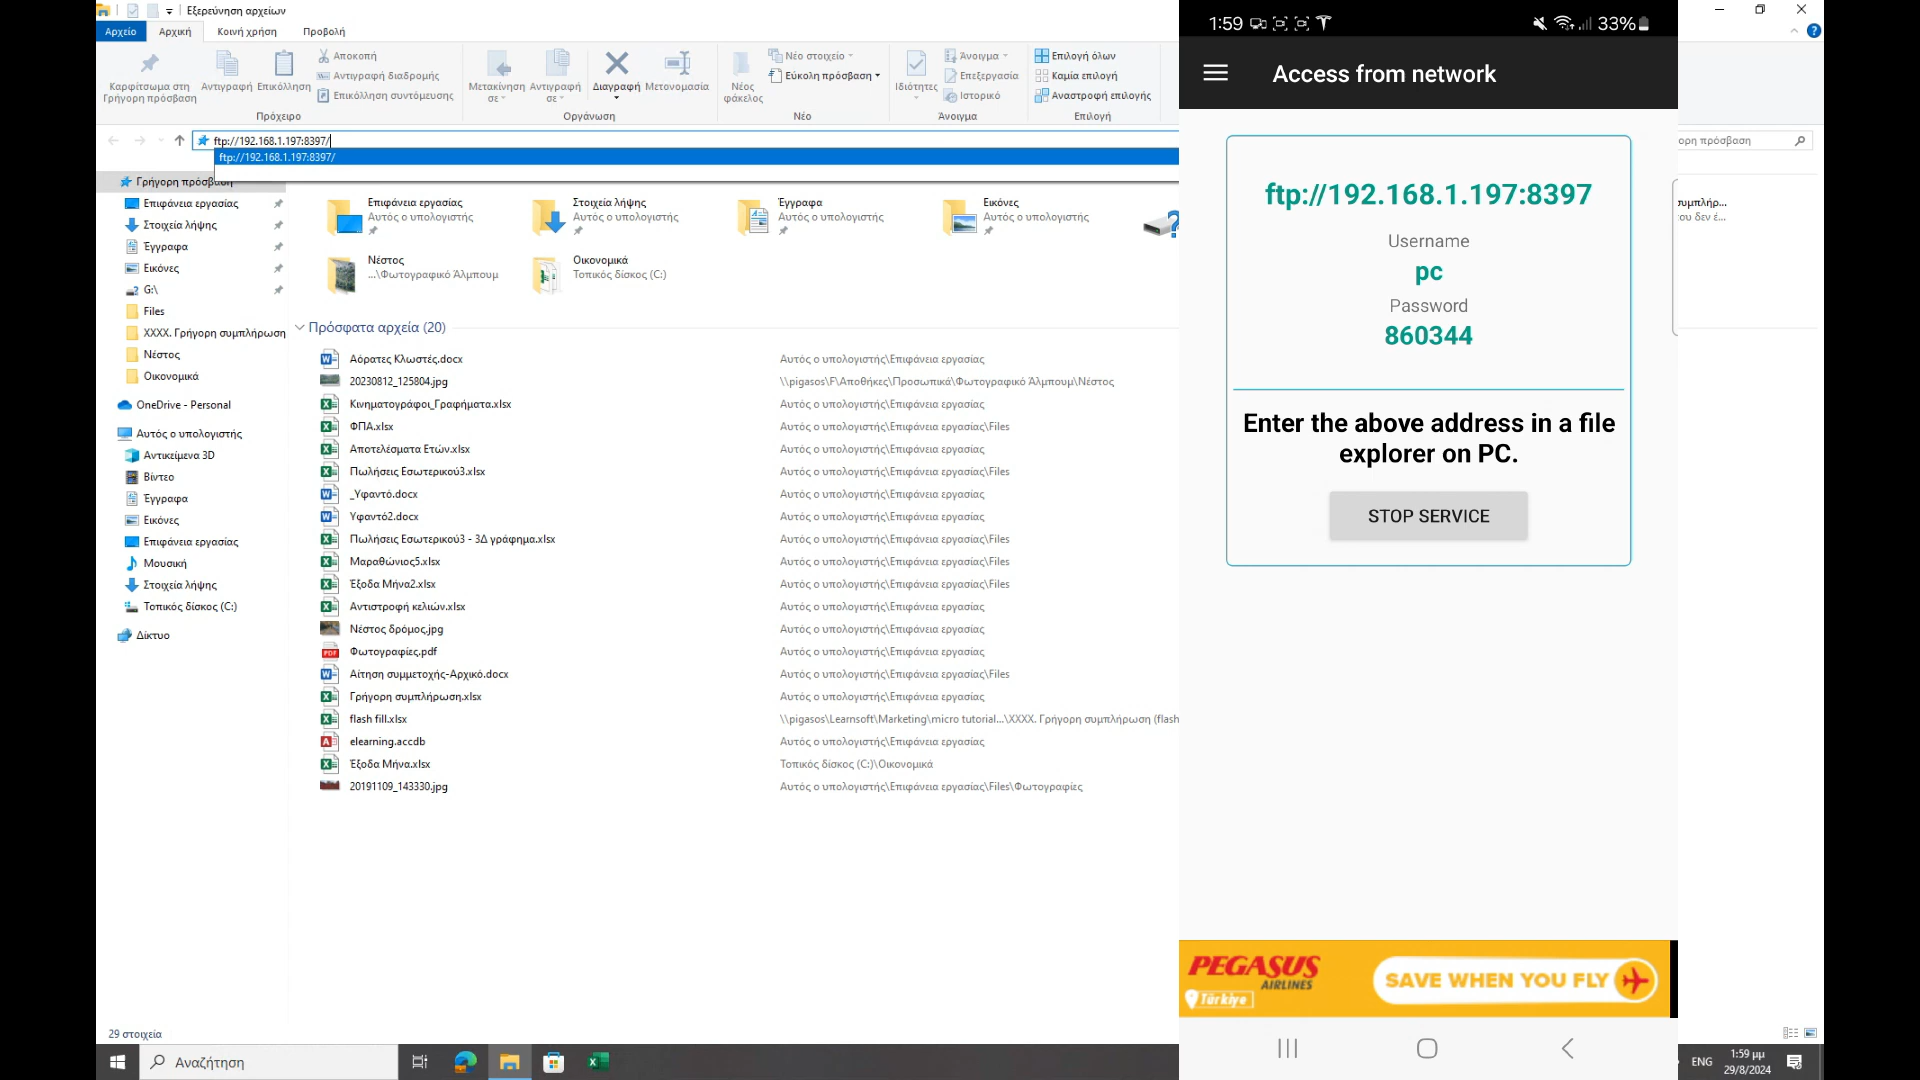 Εξερεύνηση αρχείων
Αρχείο
Αρχική
Κοινή χρήση
Προβολή
Καρφίτσωμα στη
Γρήγορη πρόσβαση
Αντιγραφή
Επικόλληση
Αποκοπή
Αντιγραφή διαδρομής
Επικόλληση συντόμευσης
Πρόχειρο
Μετακίνηση
σε
Αντιγραφή
σε
Διαγραφή
Μετονομασία
Οργάνωση
Νέος
φάκελος
Νέο στοιχείο
Εύκολη πρόσβαση
Νέο
Ιδιότητες
Άνοιγμα
Επεξεργασία
Ιστορικό
Άνοιγμα
Επιλογή όλων
Καμία επιλογή
Αναστροφή επιλογής
Επιλογή
ftp://192.168.1.197:8397/
ftp://192.168.1.197:8397/
ορη πρόσβαση
Γρήγορη πρόσβαση
Επιφάνεια εργασίας
Στοιχεία λήψης
Έγγραφα
Εικόνες
G:\
Files
XXXX. Γρήγορη συμπλήρωση
Νέστος
Οικονομικά
OneDrive - Personal
Αυτός ο υπολογιστής
Αντικείμενα 3D
Βίντεο
Έγγραφα
Εικόνες
Επιφάνεια εργασίας
Μουσική
Στοιχεία λήψης
Τοπικός δίσκος (C:)
Δίκτυο
Επιφάνεια εργασίας
Αυτός ο υπολογιστής
Στοιχεία λήψης
Αυτός ο υπολογιστής
Έγγραφα
Αυτός ο υπολογιστής
Εικόνες
Αυτός ο υπολογιστής
συμπλήρ...
ου δεν έ...
Νέστος
...\Φωτογραφικό Άλμπουμ
Οικονομικά
Τοπικός δίσκος (C:)
Πρόσφατα αρχεία (20)
Αόρατες Κλωστές.docx Αυτός ο υπολογιστής\Επιφάνεια εργασίας
20230812_125804.jpg \\pigasos\F\Αποθήκες\Προσωπικά\Φωτογραφικό Άλμπουμ\Νέστος
Κινηματογράφοι_Γραφήματα.xlsx Αυτός ο υπολογιστής\Επιφάνεια εργασίας
ΦΠΑ.xlsx Αυτός ο υπολογιστής\Επιφάνεια εργασίας\Files
Αποτελέσματα Ετών.xlsx Αυτός ο υπολογιστής\Επιφάνεια εργασίας
Πωλήσεις Εσωτερικού3.xlsx Αυτός ο υπολογιστής\Επιφάνεια εργασίας\Files
_Υφαντό.docx Αυτός ο υπολογιστής\Επιφάνεια εργασίας
Υφαντό2.docx Αυτός ο υπολογιστής\Επιφάνεια εργασίας
Πωλήσεις Εσωτερικού3 - 3Δ γράφημα.xlsx Αυτός ο υπολογιστής\Επιφάνεια εργασίας\Files
Μαραθώνιος5.xlsx Αυτός ο υπολογιστής\Επιφάνεια εργασίας\Files
Έξοδα Μήνα2.xlsx Αυτός ο υπολογιστής\Επιφάνεια εργασίας\Files
Αντιστροφή κελιών.xlsx Αυτός ο υπολογιστής\Επιφάνεια εργασίας
Νέστος δρόμος.jpg Αυτός ο υπολογιστής\Επιφάνεια εργασίας
Φωτογραφίες.pdf Αυτός ο υπολογιστής\Επιφάνεια εργασίας
Αίτηση συμμετοχής-Αρχικό.docx Αυτός ο υπολογιστής\Επιφάνεια εργασίας\Files
Γρήγορη συμπλήρωση.xlsx Αυτός ο υπολογιστής\Επιφάνεια εργασίας
flash fill.xlsx \\pigasos\Learnsoft\Marketing\micro tutorial...\XXXX. Γρήγορη συμπλήρωση (flash
elearning.accdb Αυτός ο υπολογιστής\Επιφάνεια εργασίας
Έξοδα Μήνα.xlsx Τοπικός δίσκος (C:)\Οικονομικά
20191109_143330.jpg Αυτός ο υπολογιστής\Επιφάνεια εργασίας\Files\Φωτογραφίες
29 στοιχεία
Αναζήτηση
ENG
1:59 μμ
29/8/2024
1:59
33%
Access from network
ftp://192.168.1.197:8397
Username
pc
Password
860344
Enter the above address in a file
explorer on PC.
STOP SERVICE
PEGASUS
AIRLINES
Türkiye
SAVE WHEN YOU FLY